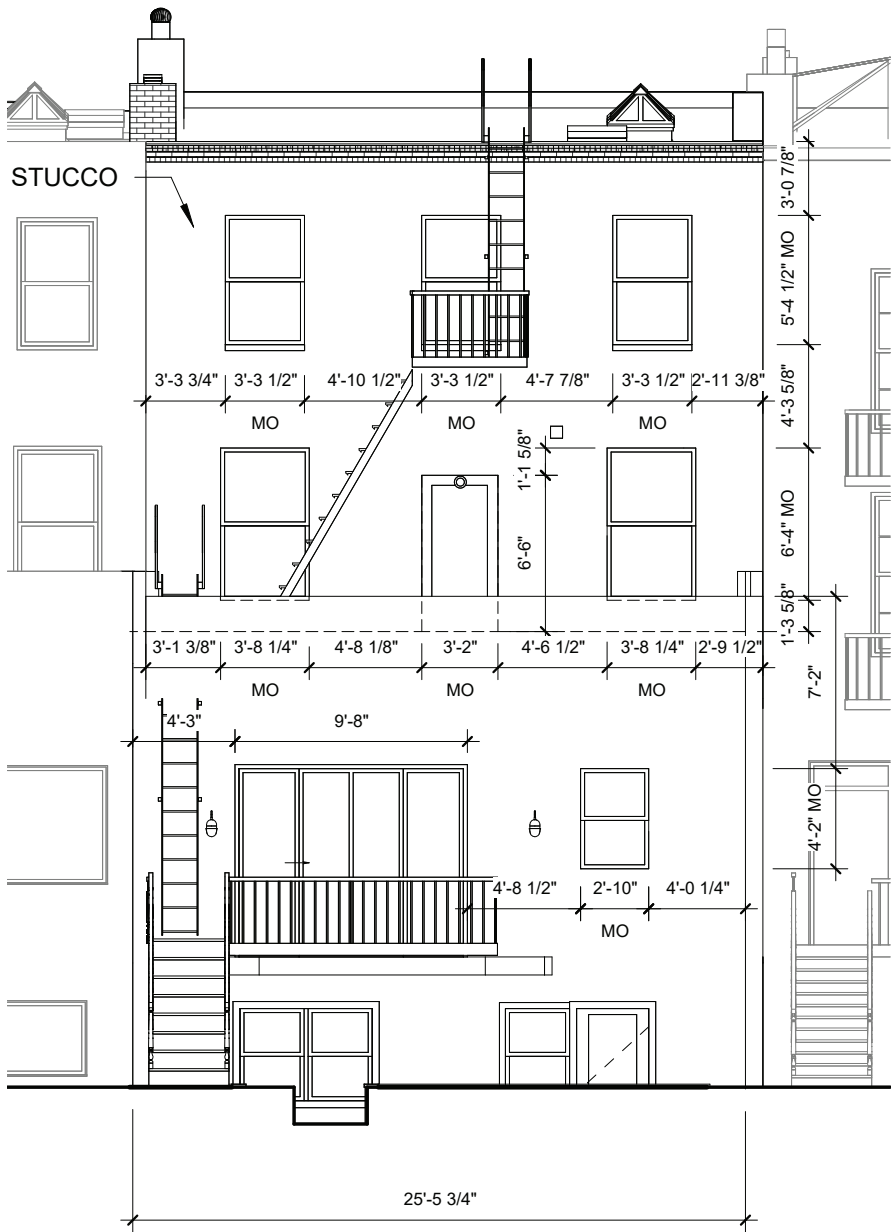 STUCCO
3'-0 7/8"
5'-4 1/2" MO
4'-3 5/8"
3'-3 3/4" 3'-3 1/2" 4'-10 1/2" 3'-3 1/2" 4'-7 7/8" 3'-3 1/2" 2'-11 3/8"
MO MO MO
1'-1 5/8"
6'-6"
6'-4" MO
1'-3 5/8"
3'-1 3/8" 3'-8 1/4" 4'-8 1/8" 3'-2" 4'-6 1/2" 3'-8 1/4" 2'-9 1/2"
MO MO MO
7'-2"
4'-3" 9'-8"
4'-2" MO
4'-8 1/2" 2'-10" 4'-0 1/4"
MO
25'-5 3/4"